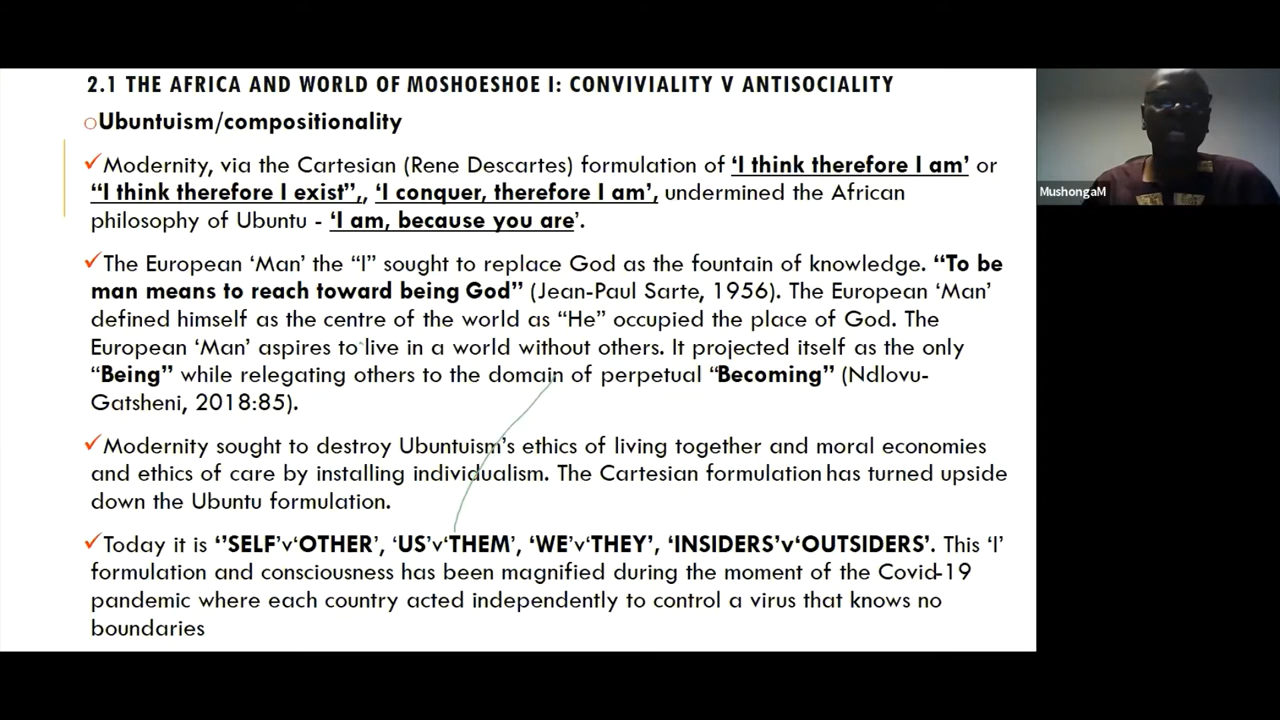 2.1 THE AFRICA AND WORLD OF MOSHOESHOE I: CONVIVIALITY V ANTISOCIALITY
oUbuntuism/compositionality
✓Modernity, via the Cartesian (Rene Descartes) formulation of ‘I think therefore I am’ or
“I think therefore I exist”,, ‘I conquer, therefore I am’, undermined the African
philosophy of Ubuntu - ‘I am, because you are’.
✓The European ‘Man’ the “I” sought to replace God as the fountain of knowledge. “To be
man means to reach toward being God” (Jean-Paul Sarte, 1956). The European ‘Man’
defined himself as the centre of the world as “He” occupied the place of God. The
European ‘Man’ aspires to live in a world without others. It projected itself as the only
“Being” while relegating others to the domain of perpetual “Becoming” (Ndlovu-
Gatsheni, 2018:85).
✓Modernity sought to destroy Ubuntuism’s ethics of living together and moral economies
and ethics of care by installing individualism. The Cartesian formulation has turned upside
down the Ubuntu formulation.
✓Today it is ‘’SELF’v‘OTHER’, ‘US’v‘THEM’, ‘WE’v‘THEY’, ‘INSIDERS’v‘OUTSIDERS’. This ‘I’
formulation and consciousness has been magnified during the moment of the Covid-19
pandemic where each country acted independently to control a virus that knows no
boundaries
MushongaM